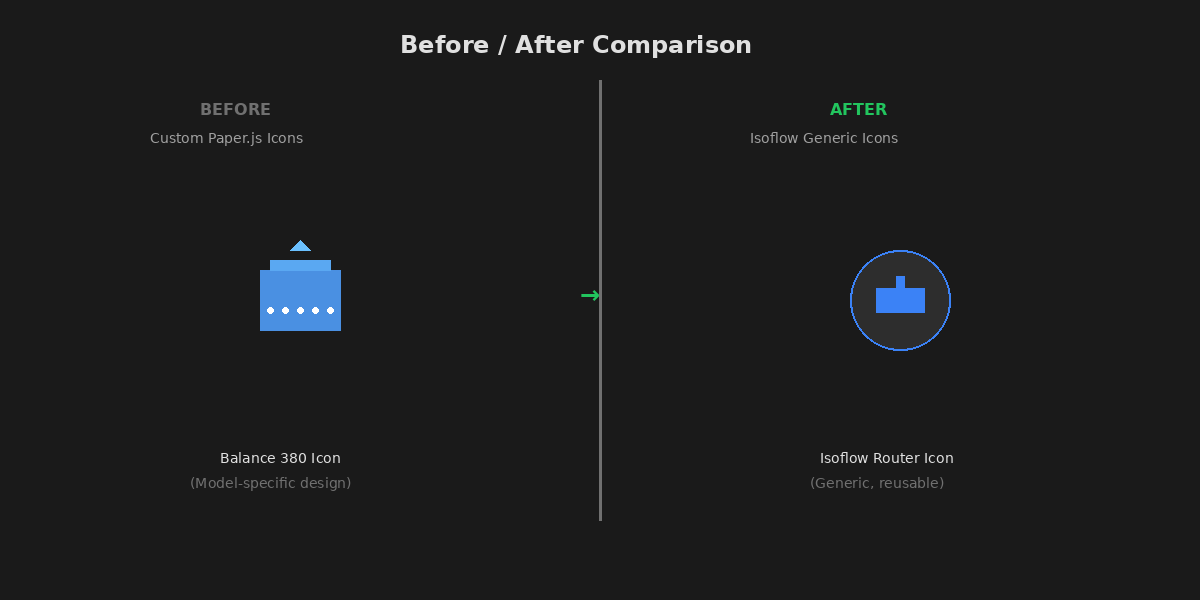 Before / After Comparison
BEFORE
Custom Paper.js Icons
AFTER
Isoflow Generic Icons
→
Balance 380 Icon
(Model-specific design)
Isoflow Router Icon
(Generic, reusable)